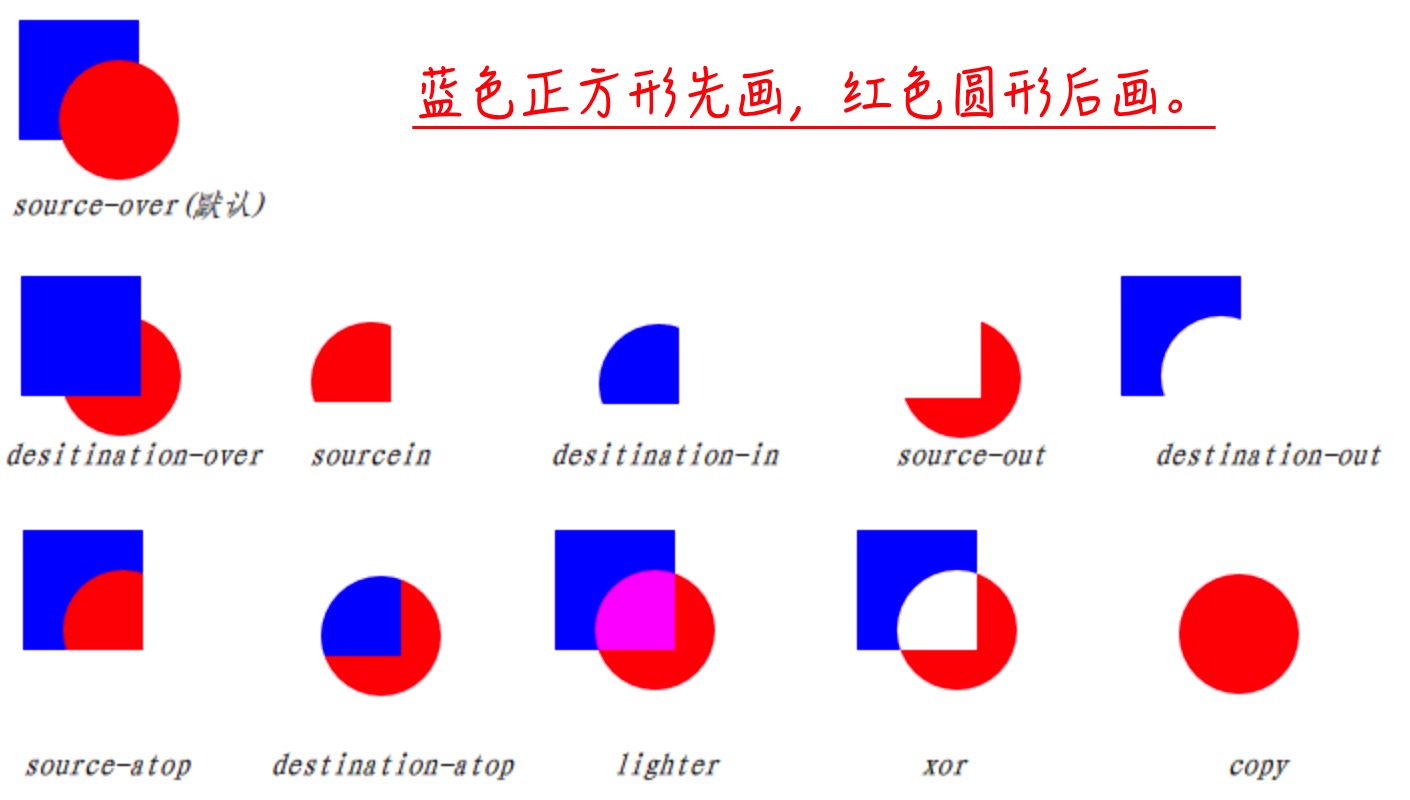 蓝色正方形先画，红色圆形后画。
source-over(默认)
desitination-over sourcein desitination-in source-out destination-out
source-atop destination-atop lighter xor copy